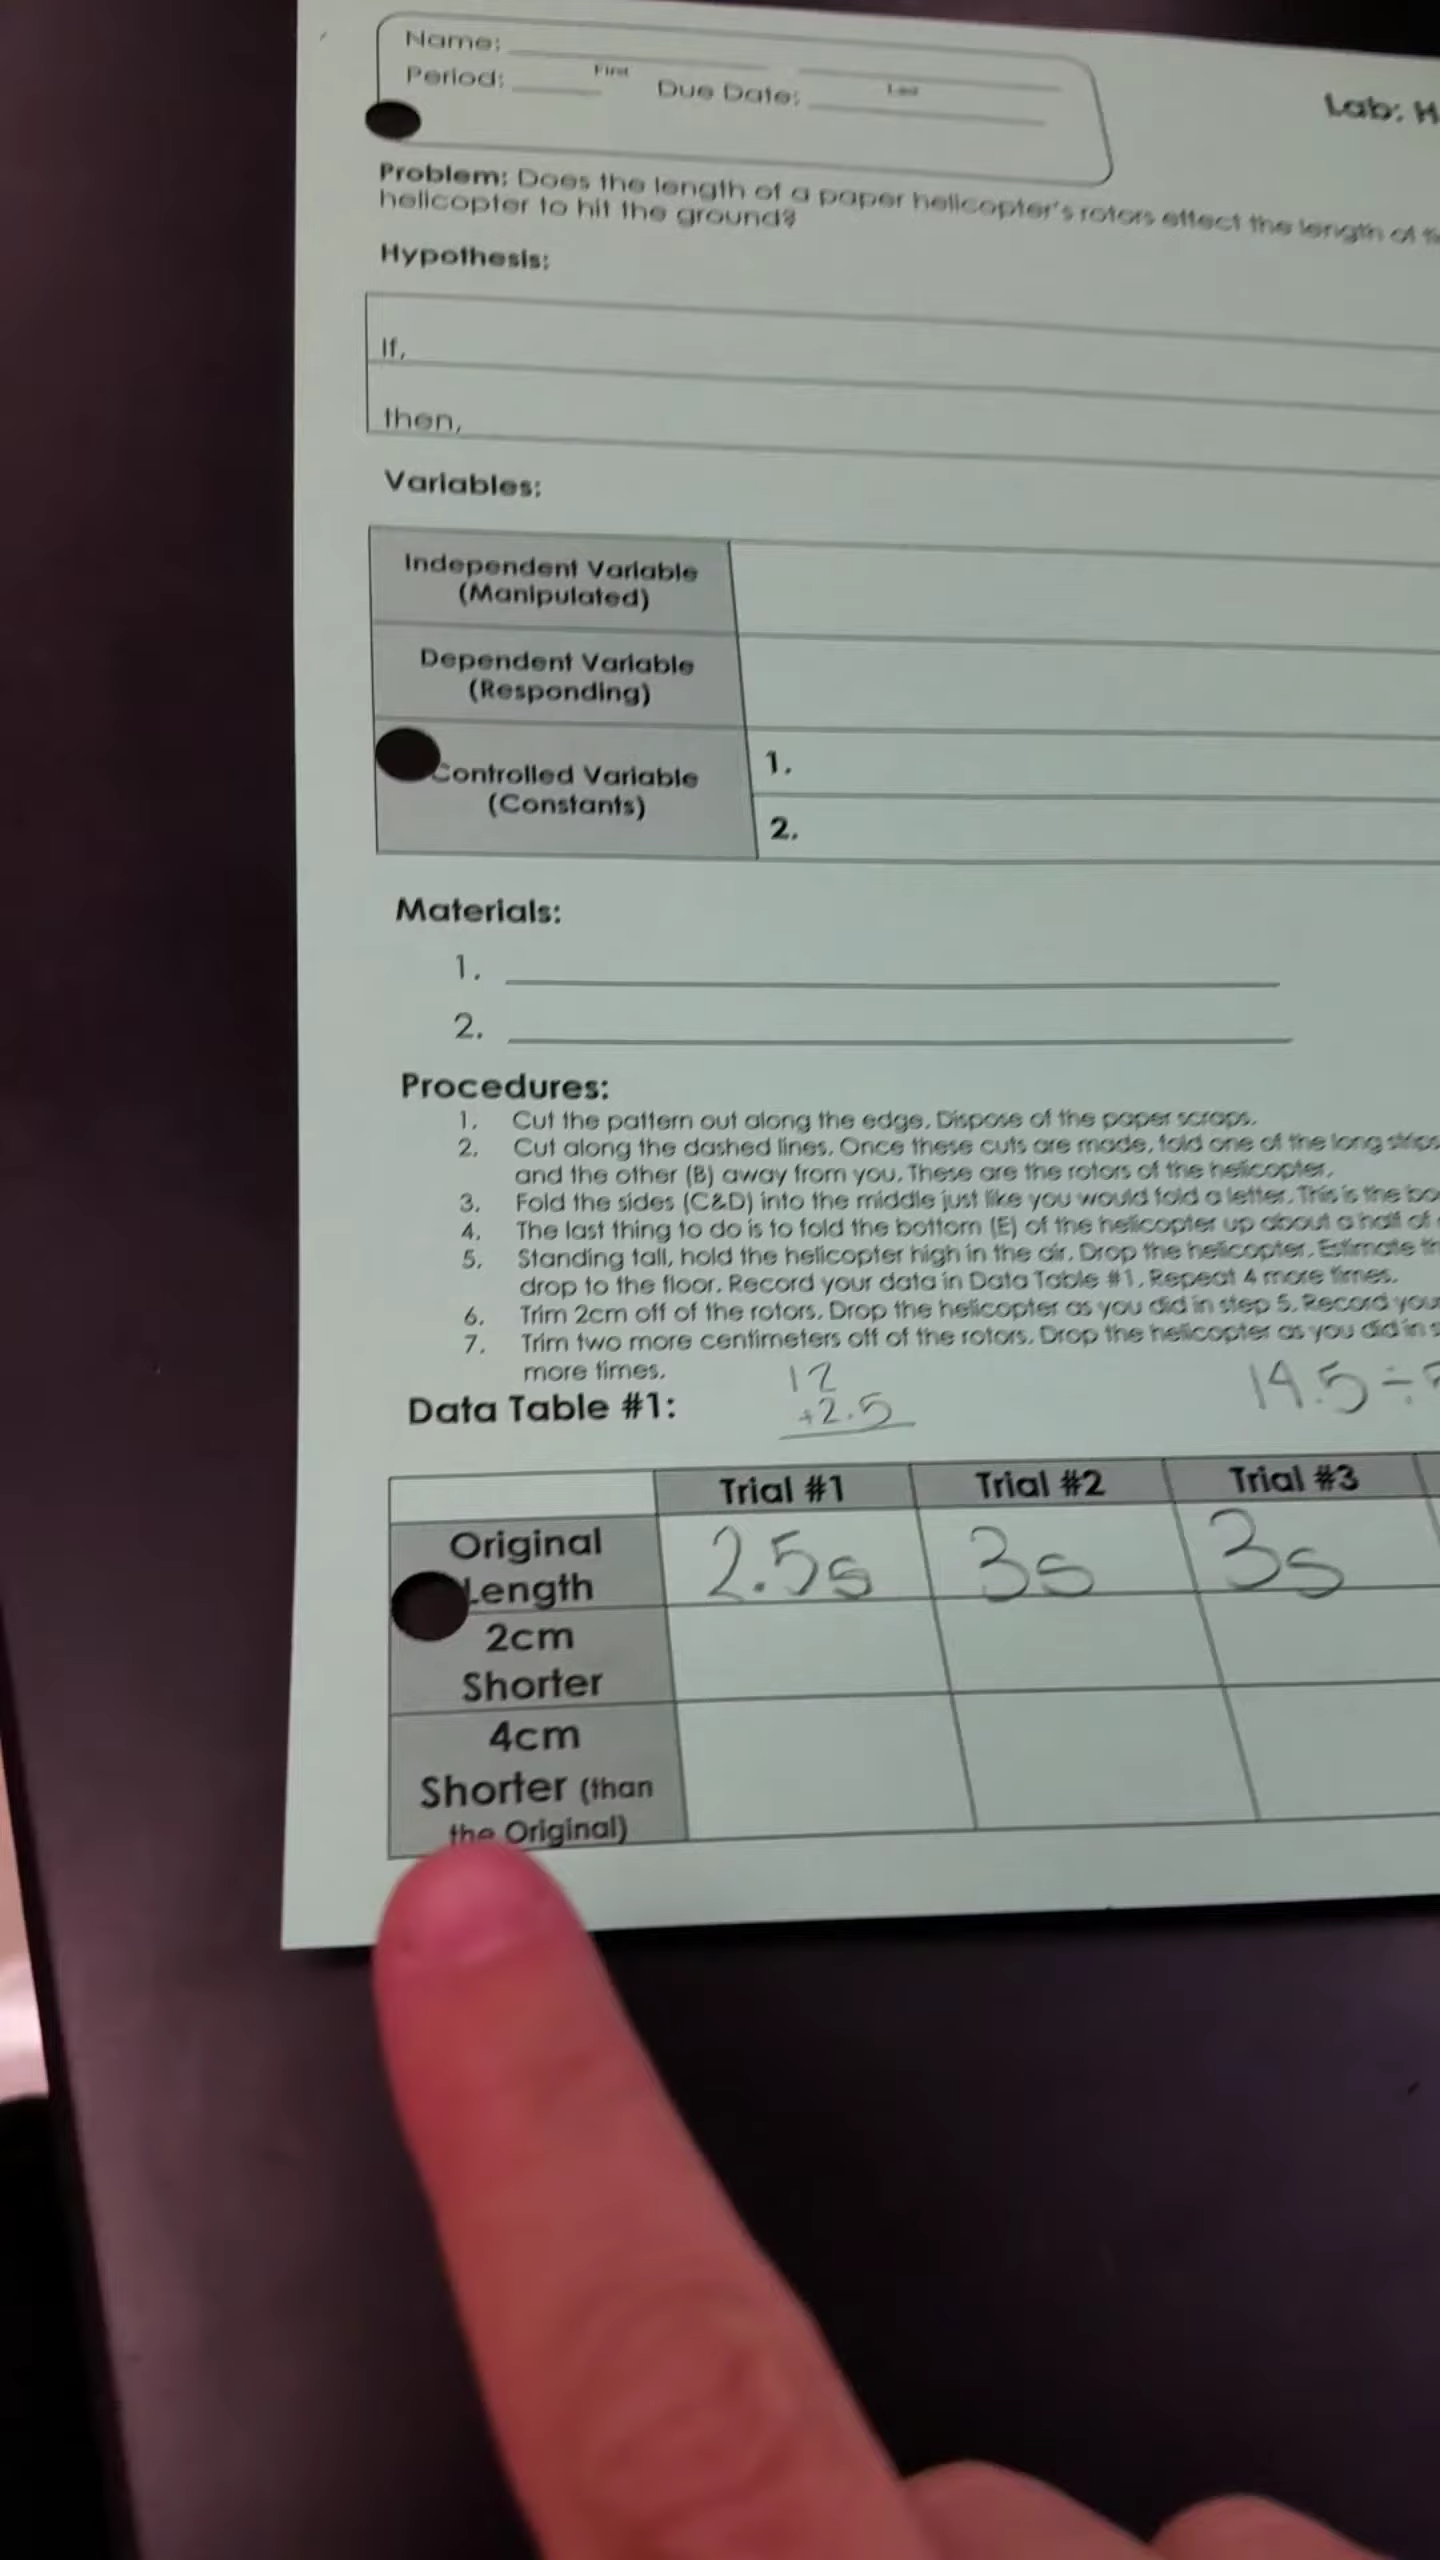 Name:
First Last
Period: Due Date:
Lab: H
Problem: Does the length of a paper helicopter's rotors effect the length of
helicopter to hit the ground?
Hypothesis:
If,
then,
Variables:
Independent Variable
(Manipulated)
Dependent Variable
(Responding)
Controlled Variable
(Constants)
1.
2.
Materials:
1.
2.
Procedures:
1. Cut the pattern out along the edge. Dispose of the paper scraps.
2. Cut along the dashed lines. Once these cuts are made, fold one of the long strips
and the other (B) away from you. These are the rotors of the helicopter.
3. Fold the sides (C&D) into the middle just like you would fold a letter. This is the bo
4. The last thing to do is to fold the bottom (E) of the helicopter up about a half of
5. Standing tall, hold the helicopter high in the air. Drop the helicopter. Estimate th
drop to the floor. Record your data in Data Table #1. Repeat 4 more times.
6. Trim 2cm off of the rotors. Drop the helicopter as you did in step 5. Record you
7. Trim two more centimeters off of the rotors. Drop the helicopter as you did in s
more times.
12
+2.5
14.5÷
Data Table #1:
Trial #1 Trial #2 Trial #3
Original
Length
2.5s 3s 3s
2cm
Shorter
4cm
Shorter (than
the Original)